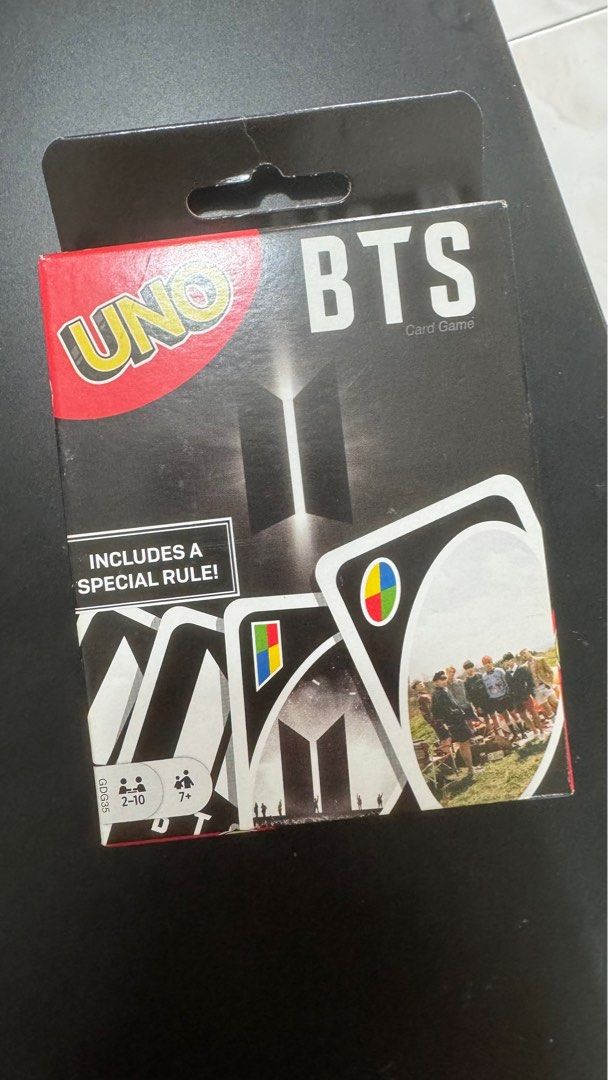 UNO
BTS
Card Game
INCLUDES A
SPECIAL RULE!
GDG35
2-10
7+
B T